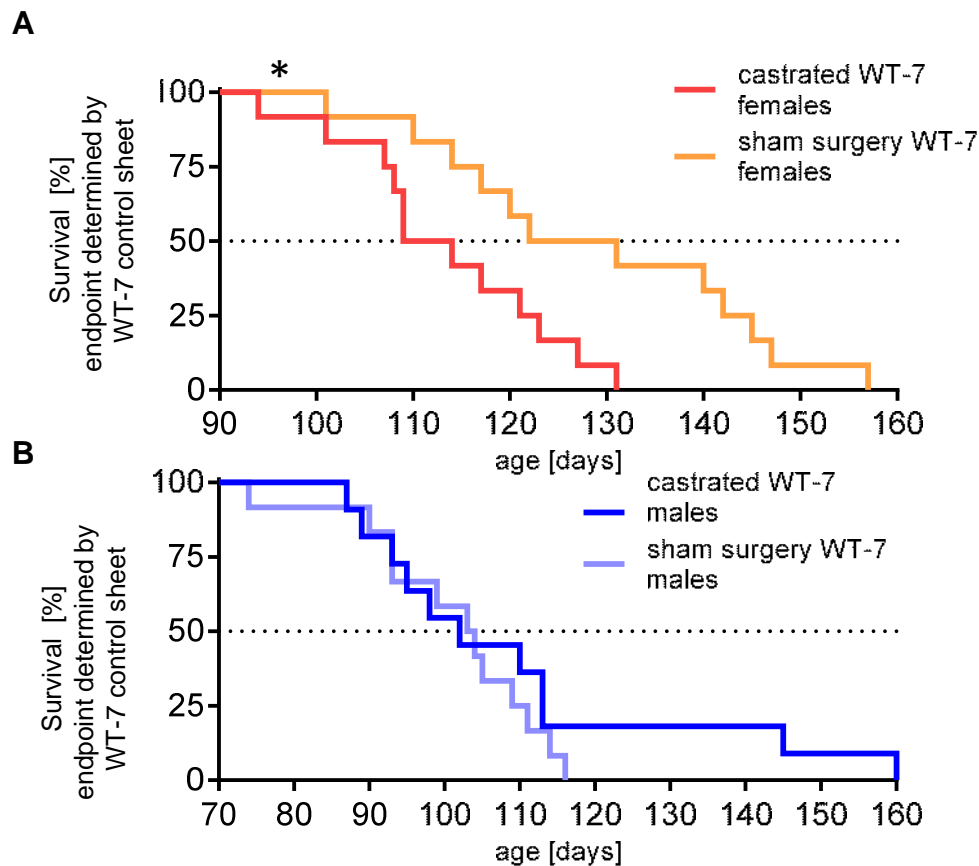 A
*
castrated WT-7
females
sham surgery WT-7
females
Survival [%]
endpoint determined by
WT-7 control sheet
100
75
50
25
0
90 100 110 120 130 140 150 160
age [days]
B
castrated WT-7
males
sham surgery WT-7
males
Survival [%]
endpoint determined by
WT-7 control sheet
100
75
50
25
0
70 80 90 100 110 120 130 140 150 160
age [days]